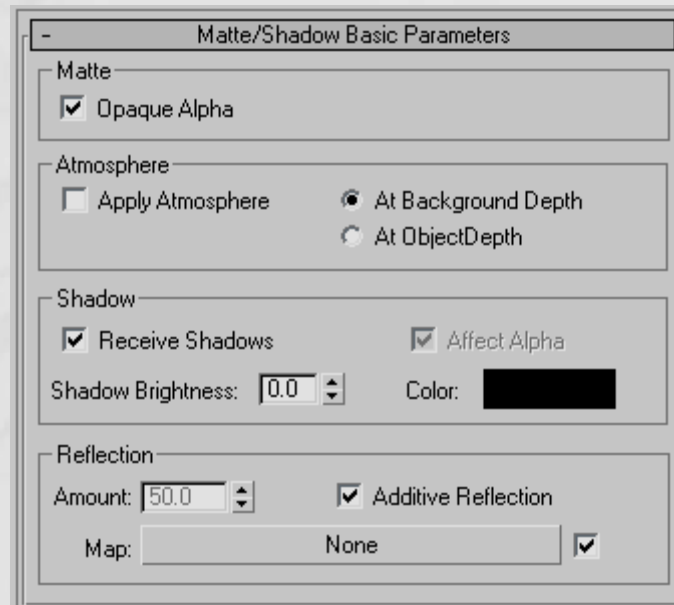 - Matte/Shadow Basic Parameters
Matte
Opaque Alpha
Atmosphere
Apply Atmosphere At Background Depth
At ObjectDepth
Shadow
Receive Shadows Affect Alpha
Shadow Brightness: 0.0 Color:
Reflection
Amount: 50.0 Additive Reflection
Map: None